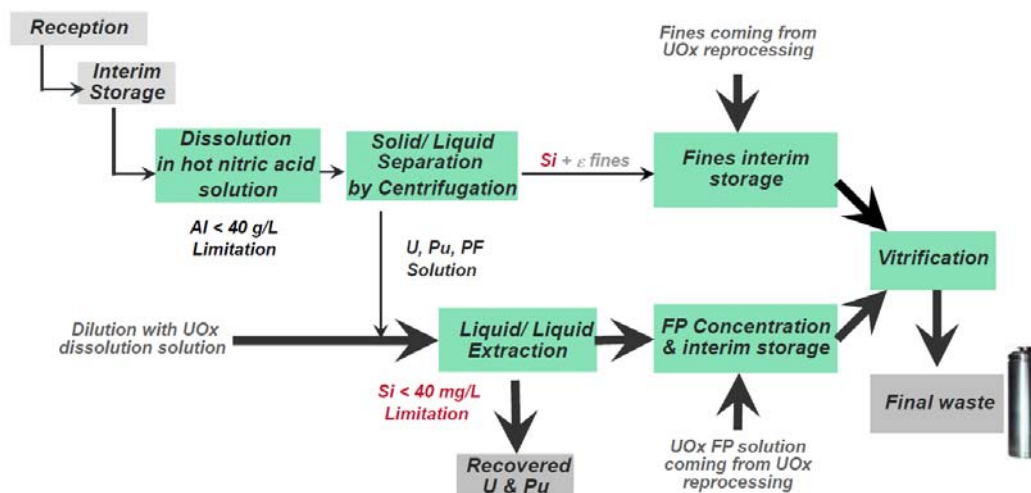 Reception
Interim
Storage
Dissolution
in hot nitric acid
solution
Al < 40 g/L
Limitation
Solid/ Liquid
Separation
by Centrifugation
Si + ε fines
Fines coming from
UOx reprocessing
Fines interim
storage
U, Pu, PF
Solution
Vitrification
Dilution with UOx
dissolution solution
Liquid/ Liquid
Extraction
Si < 40 mg/L
Limitation
FP Concentration
& interim storage
Final waste
Recovered
U & Pu
UOx FP solution
coming from UOx
reprocessing